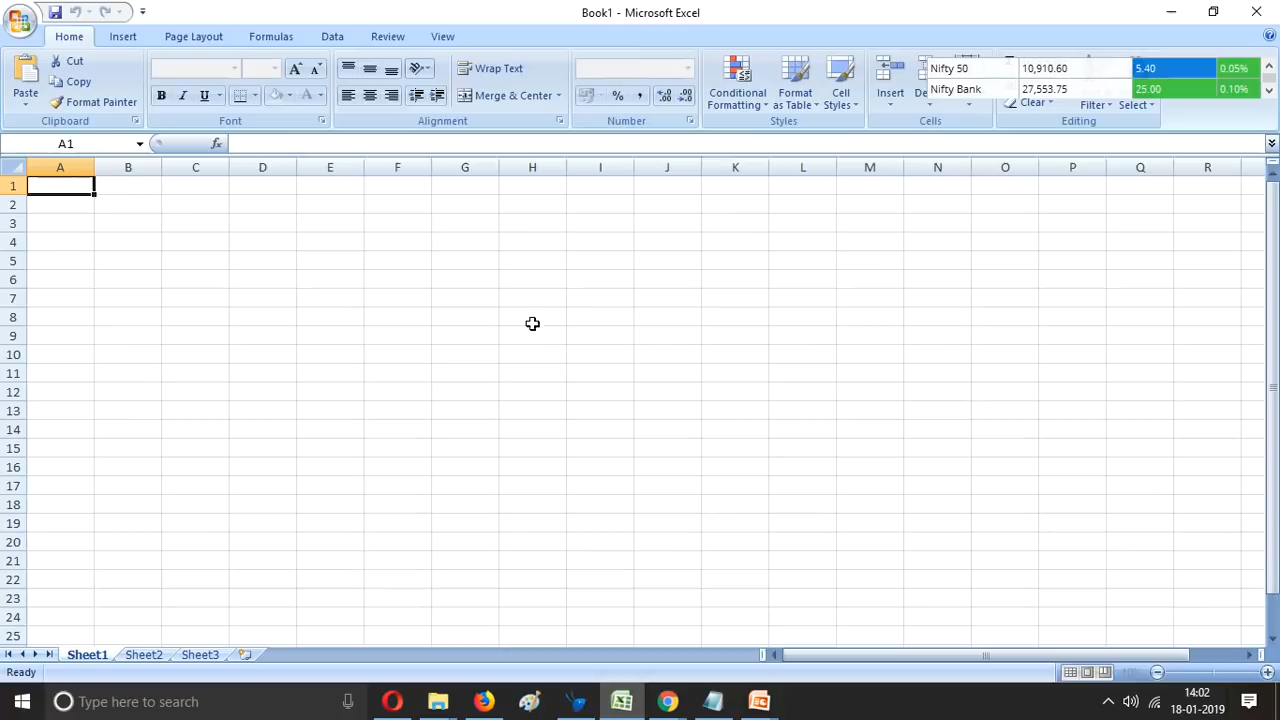 Book1 - Microsoft Excel
Home Insert Page Layout Formulas Data Review View
Paste
Cut
Copy
Format Painter
Clipboard
B I U
Font
Wrap Text
Merge & Center
Alignment
% ,
Number
Conditional Formatting
Format as Table
Cell Styles
Styles
Insert
Cells
Clear
Filter
Select
Editing
Nifty 50 10,910.60 5.40 0.05%
Nifty Bank 27,553.75 25.00 0.10%
A1 fx
A B C D E F G H I J K L M N O P Q R
1
2
3
4
5
6
7
8
9
10
11
12
13
14
15
16
17
18
19
20
21
22
23
24
25
Sheet1 Sheet2 Sheet3
Ready
Type here to search
14:02
18-01-2019